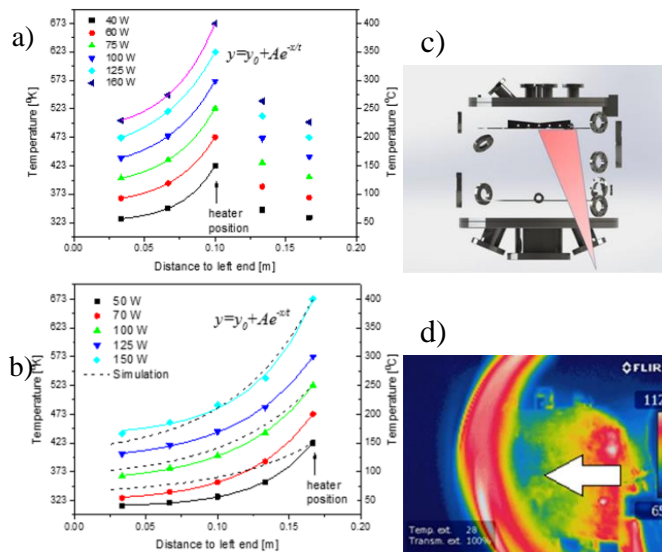 a)
673
623
573
523
473
423
373
323
Temperature [⁰K]
40 W
60 W
75 W
100 W
125 W
160 W
y=y₀+Ae^{-x/t}
heater
position
400
350
300
250
200
150
100
50
Temperature [⁰C]
0.00 0.05 0.10 0.15 0.20
Distance to left end [m]
b)
673
623
573
523
473
423
373
323
Temperature [⁰K]
50 W
70 W
100 W
125 W
150 W
Simulation
y=y₀+Ae^{-x/t}
heater
position
400
350
300
250
200
150
100
50
Temperature [⁰C]
0.00 0.05 0.10 0.15 0.20
Distance to left end [m]
c)
d)
FLIR
112
65
Temp. ext. 28
Transm. ext. 100%